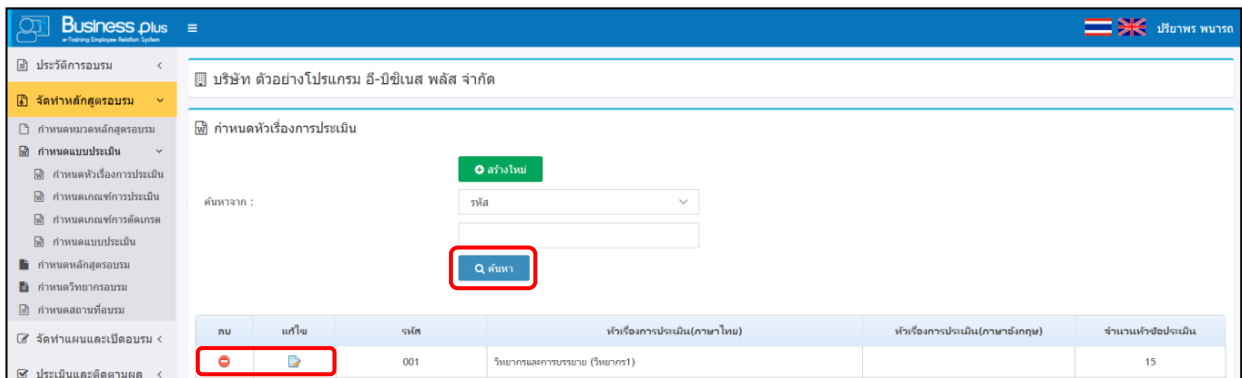 Business plus
e-Training Employee Relation System
ปรียาพร พนารถ
ประวัติการอบรม
จัดทำหลักสูตรอบรม
กำหนดหมวดหลักสูตรอบรม
กำหนดแบบประเมิน
กำหนดหัวเรื่องการประเมิน
กำหนดเกณฑ์การประเมิน
กำหนดเกณฑ์การตัดเกรด
กำหนดแบบประเมิน
กำหนดหลักสูตรอบรม
กำหนดวิทยากรอบรม
กำหนดสถานที่อบรม
จัดทำแผนและเปิดอบรม
ประเมินและติดตามผล
บริษัท ตัวอย่างโปรแกรม อี-บิซิเนส พลัส จำกัด
กำหนดหัวเรื่องการประเมิน
สร้างใหม่
ค้นหาจาก : รหัส
ค้นหา
ลบ แก้ไข รหัส หัวเรื่องการประเมิน(ภาษาไทย) หัวเรื่องการประเมิน(ภาษาอังกฤษ) จำนวนหัวข้อประเมิน
001 วิทยากรและการบรรยาย (วิทยากร1) 15